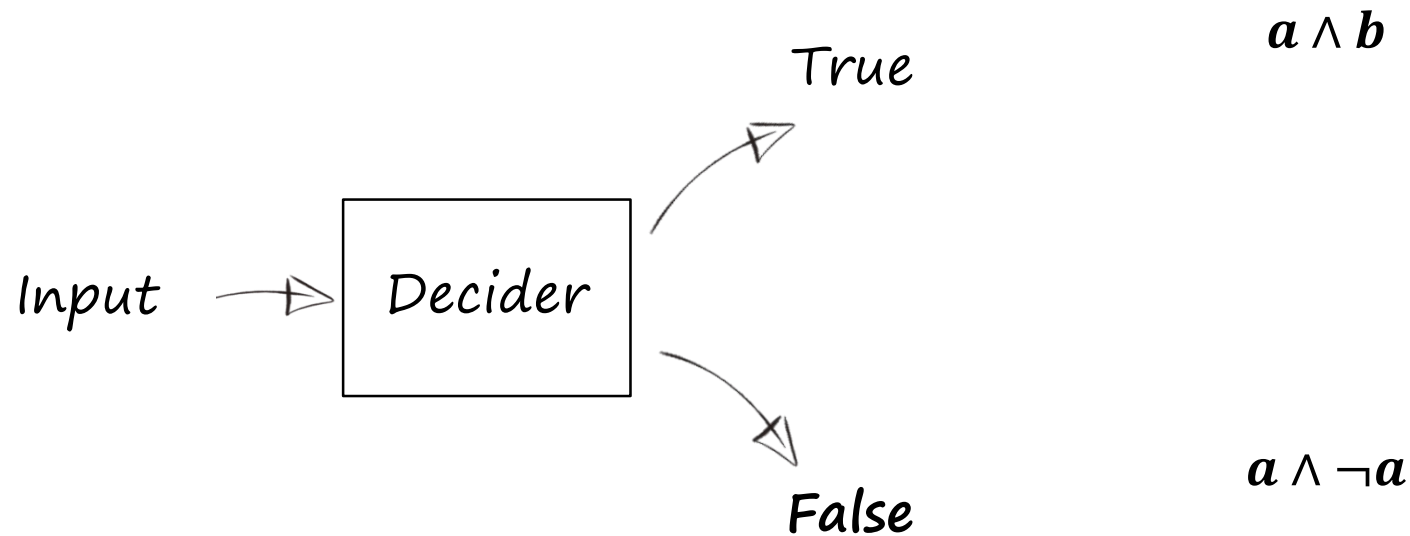 a ∧ b
True
Input
Decider
a ∧ ¬a
False